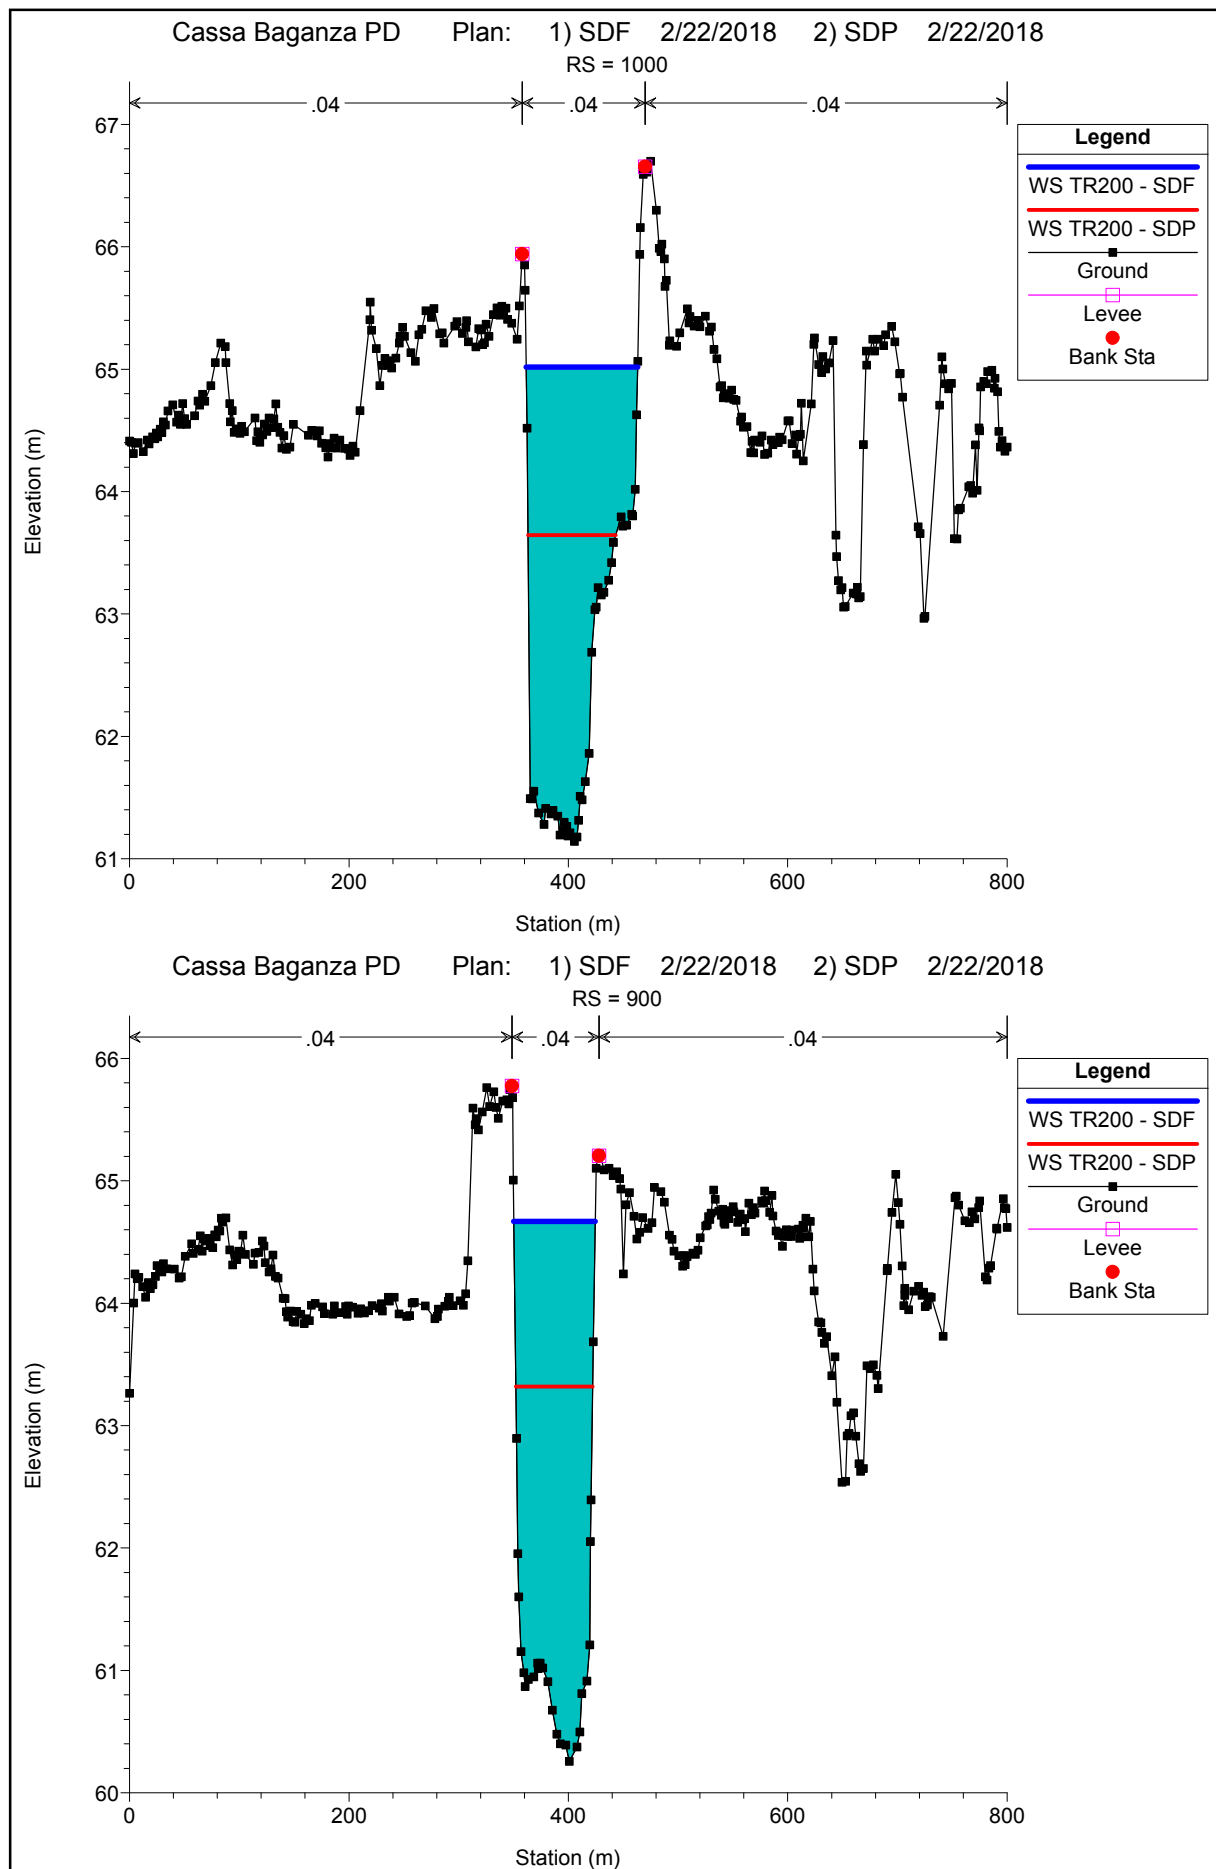 Cassa Baganza PD Plan: 1) SDF 2/22/2018 2) SDP 2/22/2018
RS = 1000
.04 .04 .04
Legend
WS TR200 - SDF
WS TR200 - SDP
Ground
Levee
Bank Sta
67
66
65
64
63
62
61
Elevation (m)
0 200 400 600 800
Station (m)
Cassa Baganza PD Plan: 1) SDF 2/22/2018 2) SDP 2/22/2018
RS = 900
.04 .04 .04
Legend
WS TR200 - SDF
WS TR200 - SDP
Ground
Levee
Bank Sta
66
65
64
63
62
61
60
Elevation (m)
0 200 400 600 800
Station (m)